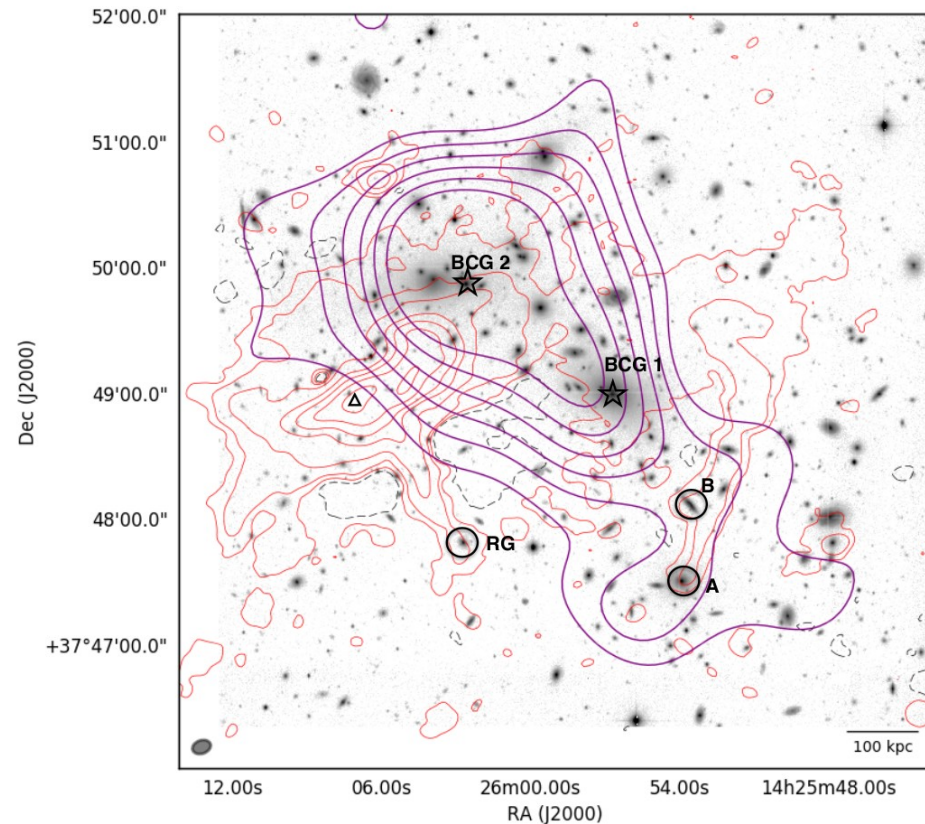 52'00.0"
51'00.0"
50'00.0"
49'00.0"
48'00.0"
+37°47'00.0"
Dec (J2000)
BCG 2
BCG 1
B
RG
A
100 kpc
12.00s 06.00s 26m00.00s 54.00s 14h25m48.00s
RA (J2000)